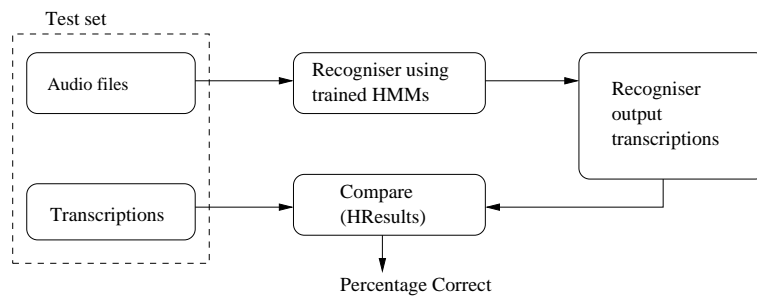 Test set
Audio files
Recogniser using
trained HMMs
Recogniser
output
transcriptions
Transcriptions
Compare
(HResults)
Percentage Correct